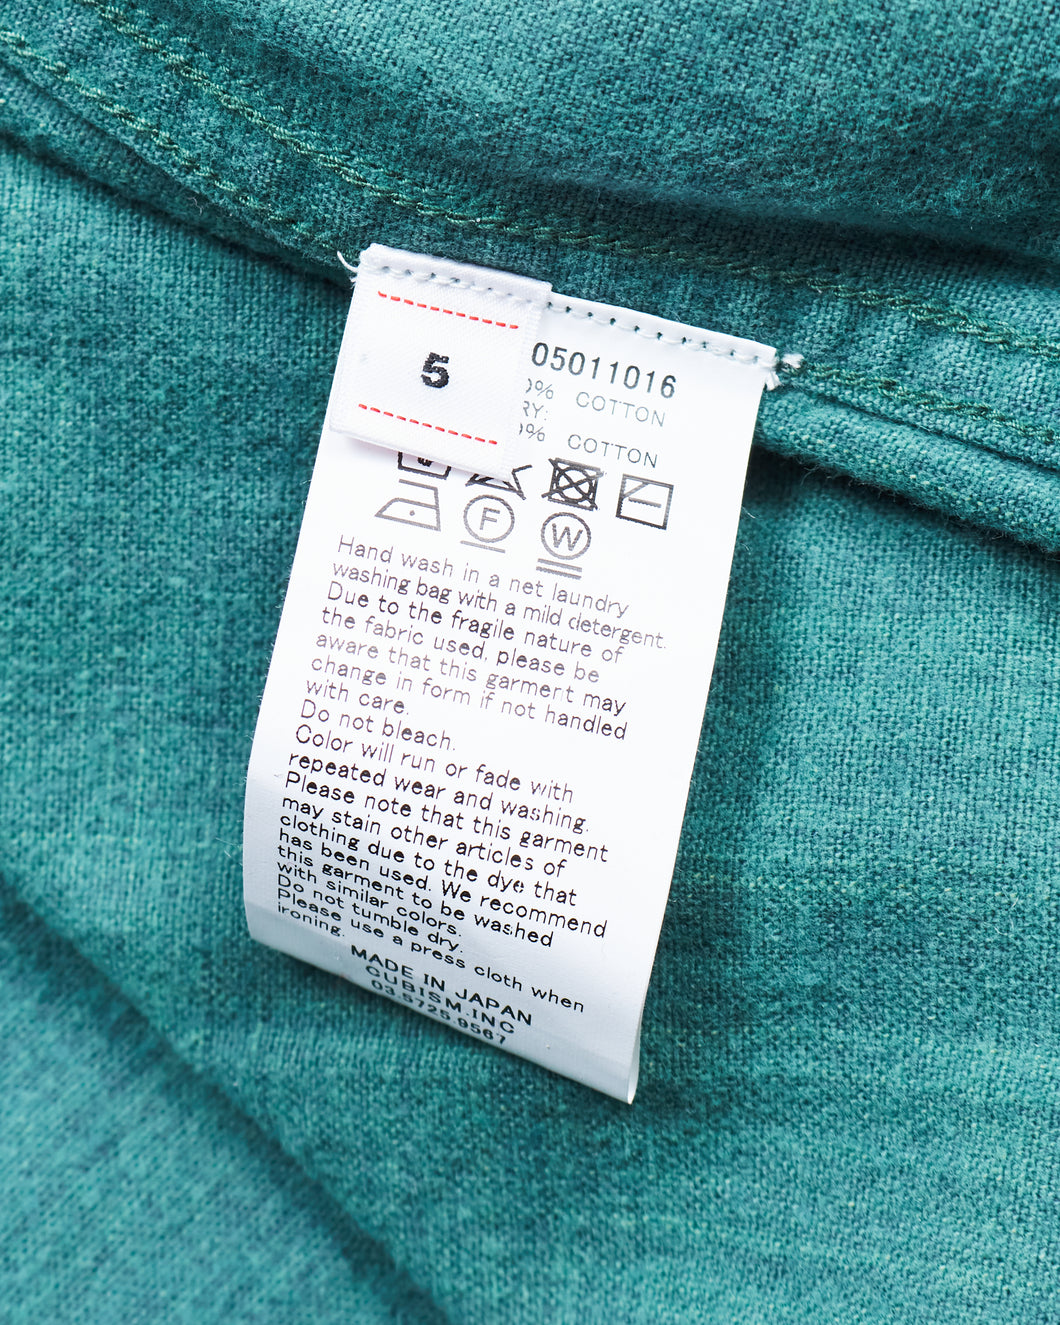 5
05011016
% COTTON
RY:
% COTTON
F
W
Hand wash in a net laundry
washing bag with a mild detergent.
Due to the fragile nature of
the fabric used, please be
aware that this garment may
change in form if not handled
with care.
Do not bleach.
Color will run or fade with
repeated wear and washing.
Please note that this garment
may stain other articles of
clothing due to the dye that
has been used. We recommend
this garment to be washed
with similar colors.
Do not tumble dry.
Please use a press cloth when
ironing.
MADE IN JAPAN
CUBISM.INC
03.5725.9567